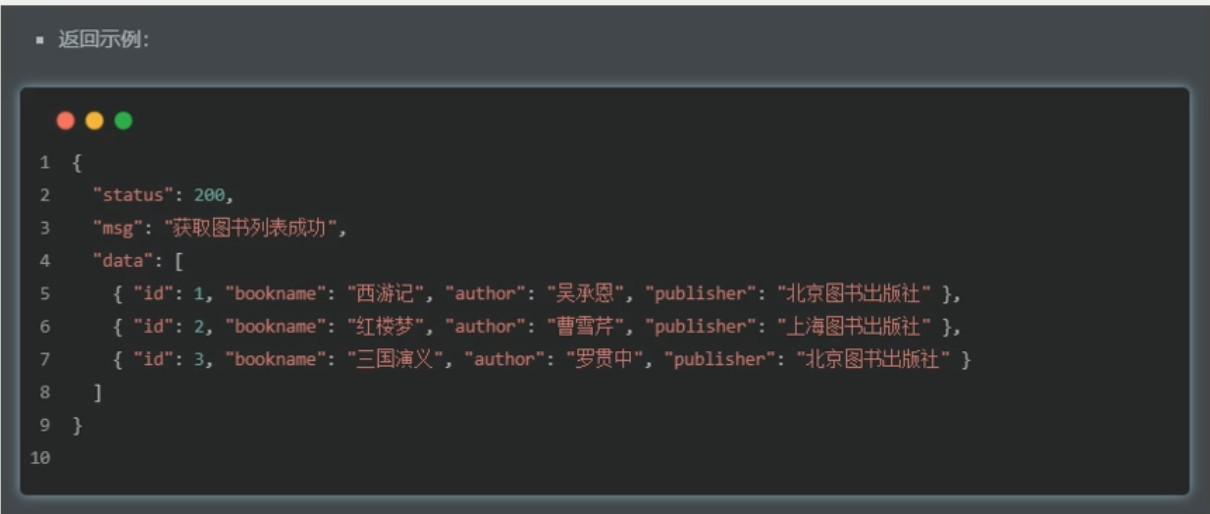 ▪ 返回示例：
1 {
2 "status": 200,
3 "msg": "获取图书列表成功",
4 "data": [
5 { "id": 1, "bookname": "西游记", "author": "吴承恩", "publisher": "北京图书出版社" },
6 { "id": 2, "bookname": "红楼梦", "author": "曹雪芹", "publisher": "上海图书出版社" },
7 { "id": 3, "bookname": "三国演义", "author": "罗贯中", "publisher": "北京图书出版社" }
8 ]
9 }
10